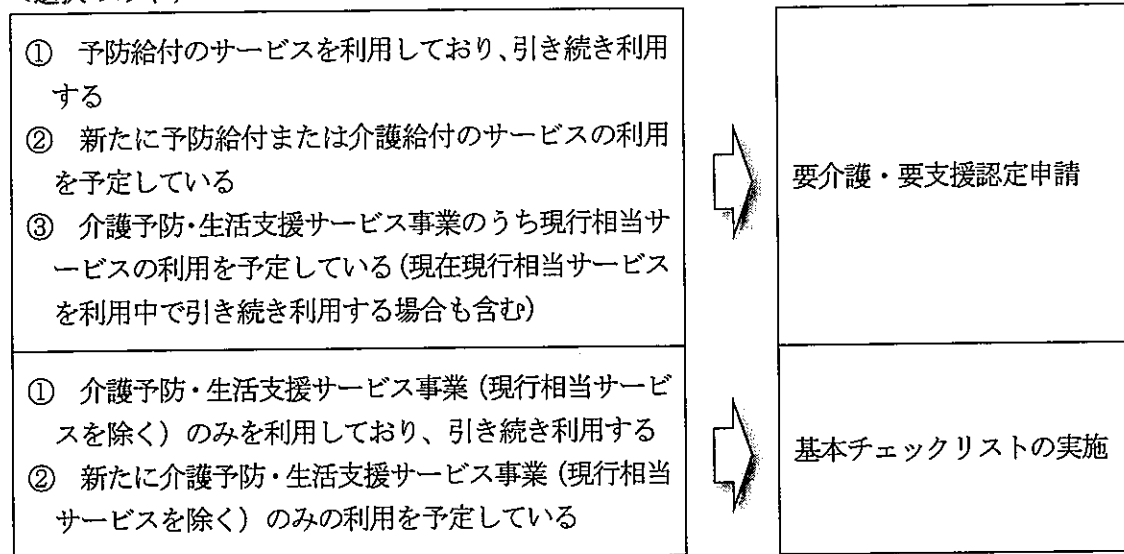 ① 予防給付のサービスを利用しており、引き続き利用
する
② 新たに予防給付または介護給付のサービスの利用
を予定している
③ 介護予防・生活支援サービス事業のうち現行相当サ
ービスの利用を予定している(現在現行相当サービス
を利用中で引き続き利用する場合も含む)
要介護・要支援認定申請
① 介護予防・生活支援サービス事業(現行相当サービ
スを除く)のみを利用しており、引き続き利用する
② 新たに介護予防・生活支援サービス事業(現行相当
サービスを除く)のみの利用を予定している
基本チェックリストの実施